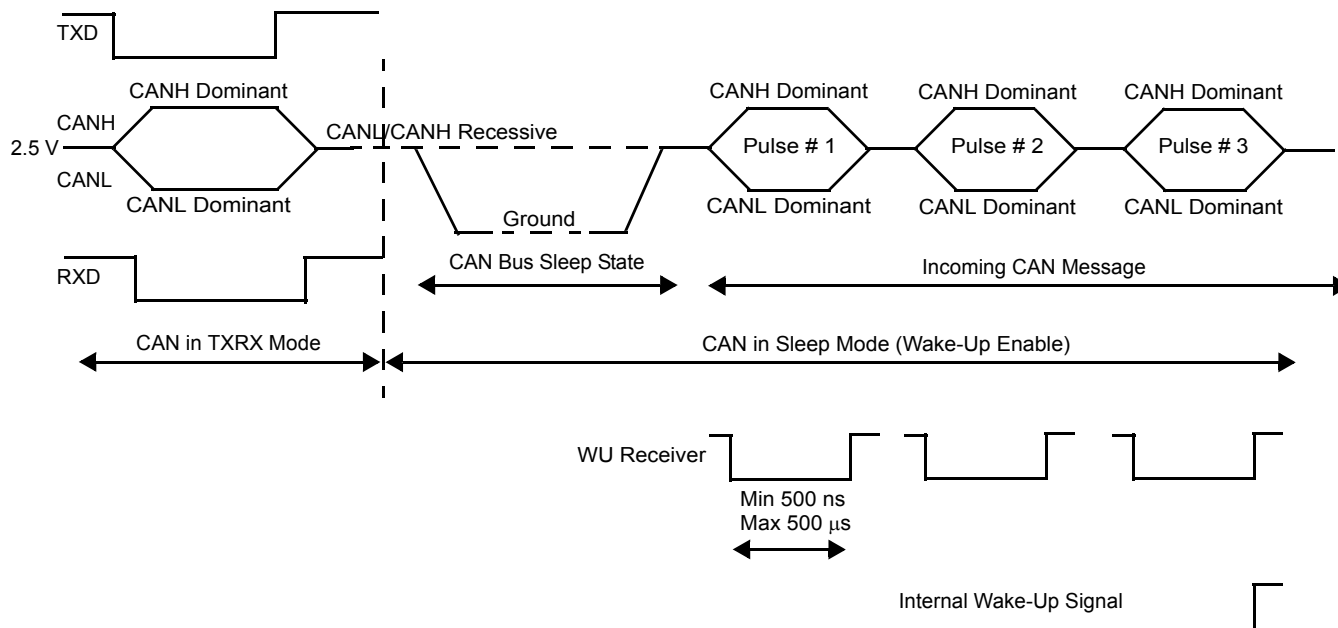 TXD
CANH Dominant
CANH Dominant
CANH Dominant
CANH Dominant
CANH
CANL/CANH Recessive
2.5 V
Pulse # 1
Pulse # 2
Pulse # 3
CANL
CANL Dominant
Ground
CANL Dominant
CANL Dominant
CANL Dominant
RXD
CAN Bus Sleep State
Incoming CAN Message
CAN in TXRX Mode
CAN in Sleep Mode (Wake-Up Enable)
WU Receiver
Min 500 ns
Max 500 μs
Internal Wake-Up Signal